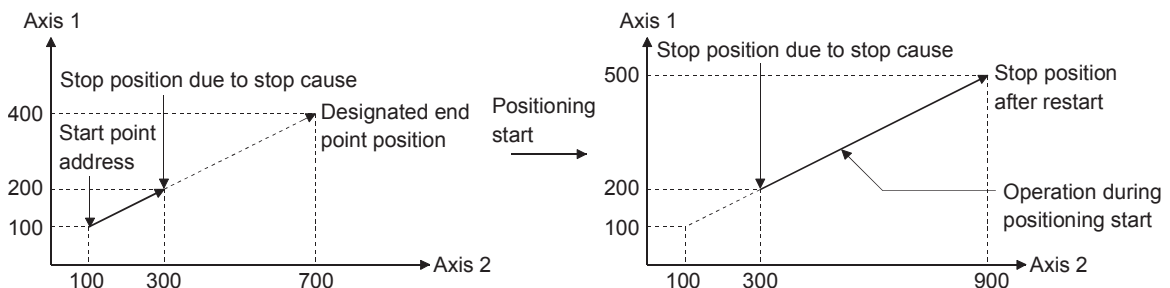 Axis 1
Stop position due to stop cause
400
Designated end
point position
Start point
address
200
100
100 300 700
Axis 2
Positioning
start
Axis 1
Stop position due to stop cause
500
Stop position
after restart
200
Operation during
positioning start
100
100 300 900
Axis 2